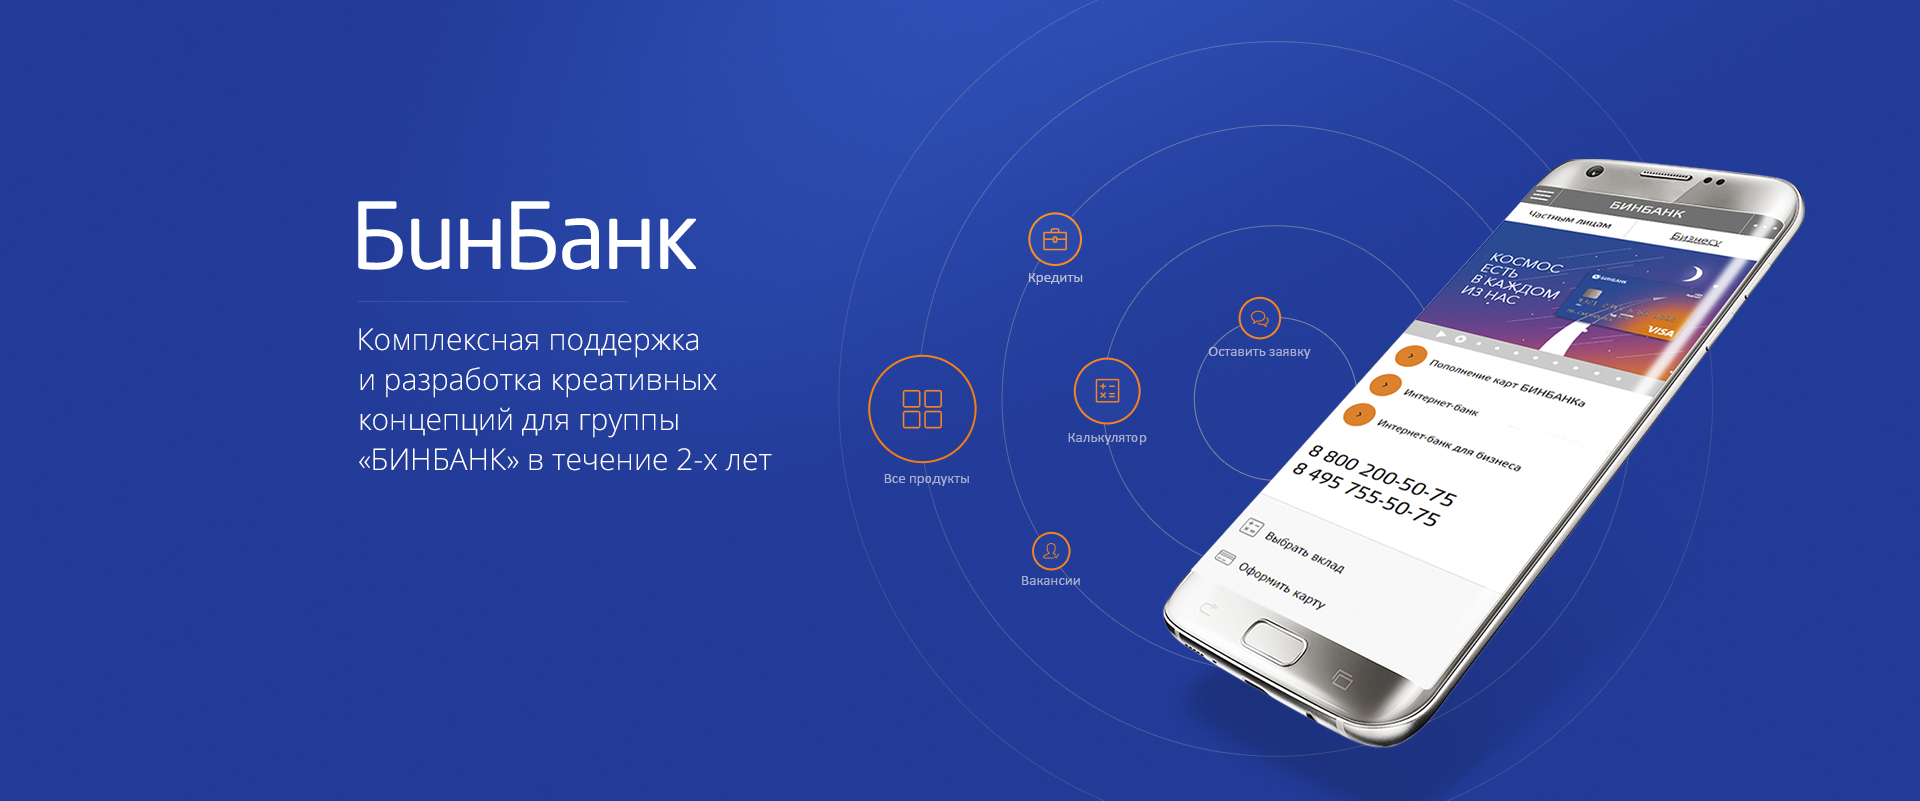 БинБанк
Комплексная поддержка
и разработка креативных
концепций для группы
«БИНБАНК» в течение 2-х лет
Кредиты
Оставить заявку
Калькулятор
Все продукты
Вакансии
БИНБАНК
Частным лицам
Бизнесу
КОСМОС
ЕСТЬ
В КАЖДОМ
ИЗ НАС
БИНБАНК
VISA
Пополнение карт БИНБАНКа
Интернет-банк
Интернет-банк для бизнеса
8 800 200-50-75
8 495 755-50-75
Выбрать вклад
Оформить карту